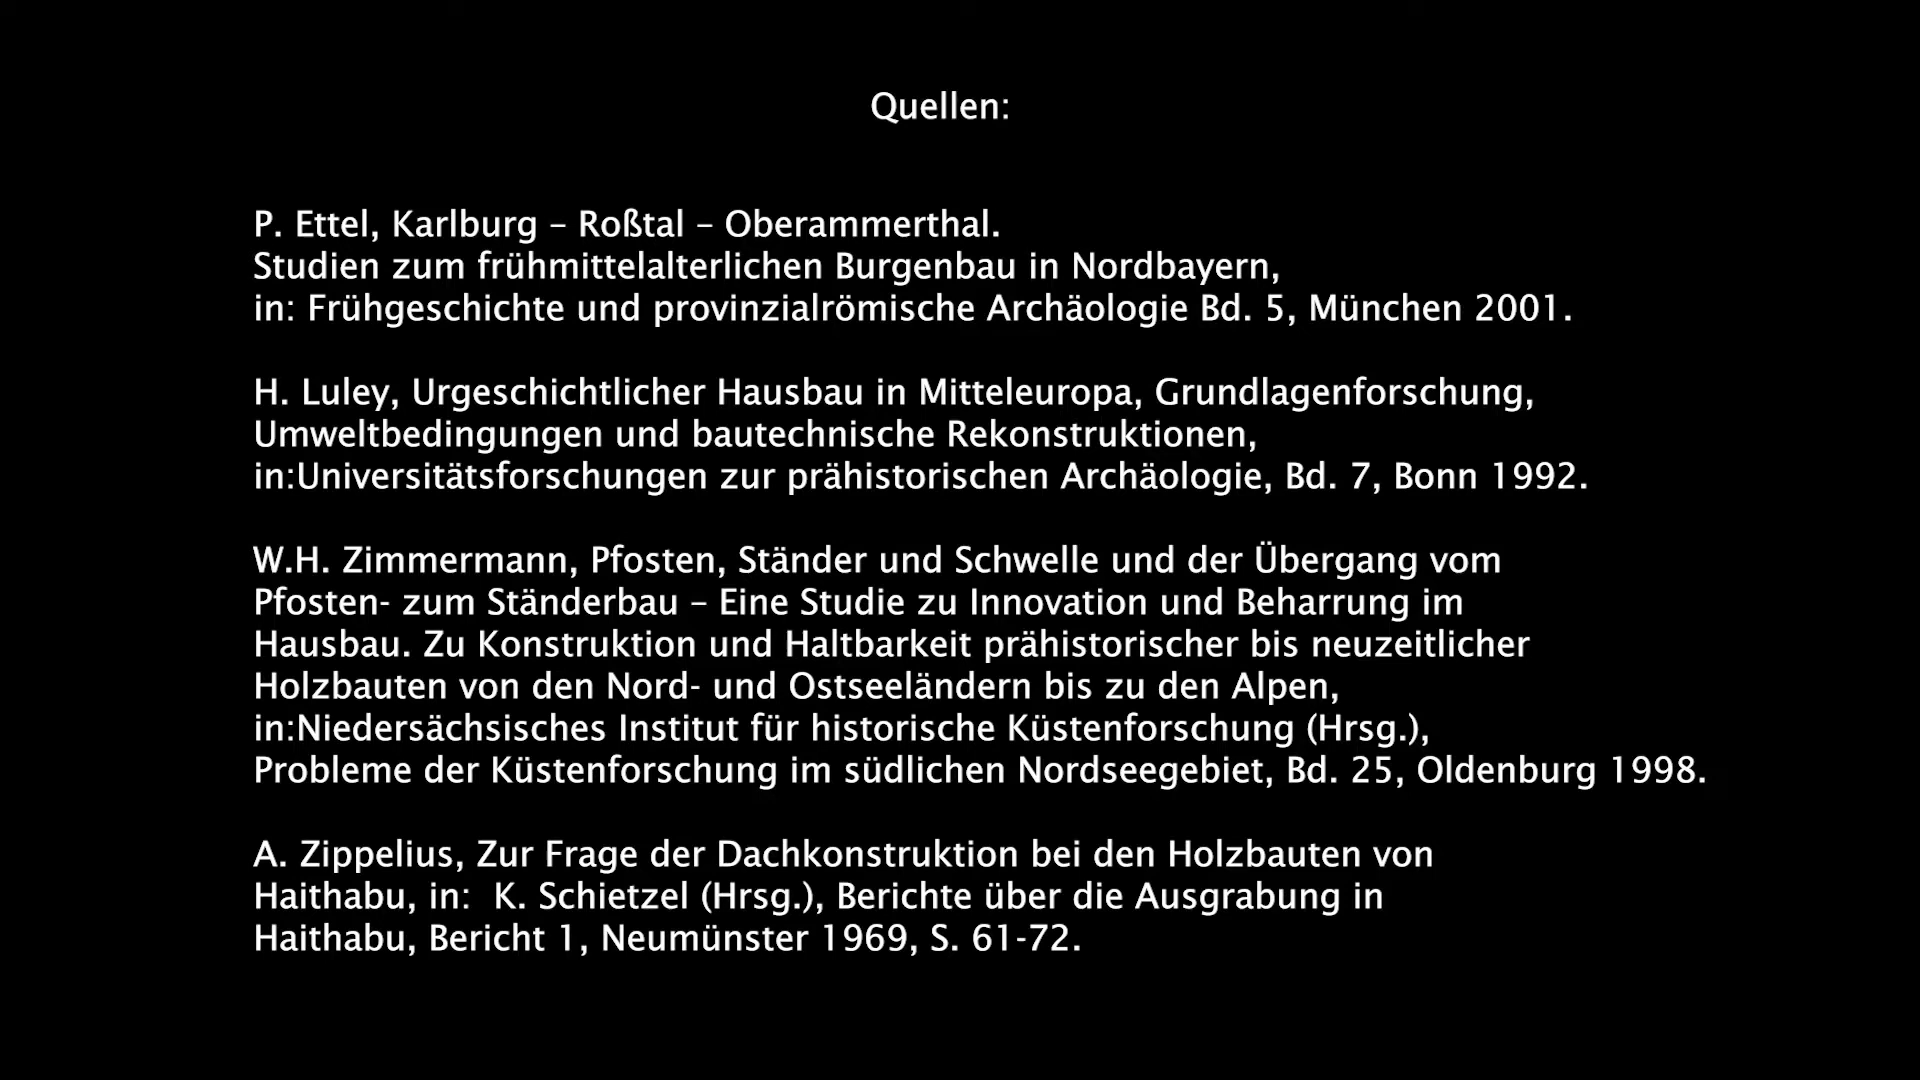 Quellen:
P. Ettel, Karlburg – Roßtal – Oberammerthal.
Studien zum frühmittelalterlichen Burgenbau in Nordbayern,
in: Frühgeschichte und provinzialrömische Archäologie Bd. 5, München 2001.
H. Luley, Urgeschichtlicher Hausbau in Mitteleuropa, Grundlagenforschung,
Umweltbedingungen und bautechnische Rekonstruktionen,
in:Universitätsforschungen zur prähistorischen Archäologie, Bd. 7, Bonn 1992.
W.H. Zimmermann, Pfosten, Ständer und Schwelle und der Übergang vom
Pfosten- zum Ständerbau – Eine Studie zu Innovation und Beharrung im
Hausbau. Zu Konstruktion und Haltbarkeit prähistorischer bis neuzeitlicher
Holzbauten von den Nord- und Ostseeländern bis zu den Alpen,
in:Niedersächsisches Institut für historische Küstenforschung (Hrsg.),
Probleme der Küstenforschung im südlichen Nordseegebiet, Bd. 25, Oldenburg 1998.
A. Zippelius, Zur Frage der Dachkonstruktion bei den Holzbauten von
Haithabu, in:  K. Schietzel (Hrsg.), Berichte über die Ausgrabung in
Haithabu, Bericht 1, Neumünster 1969, S. 61-72.